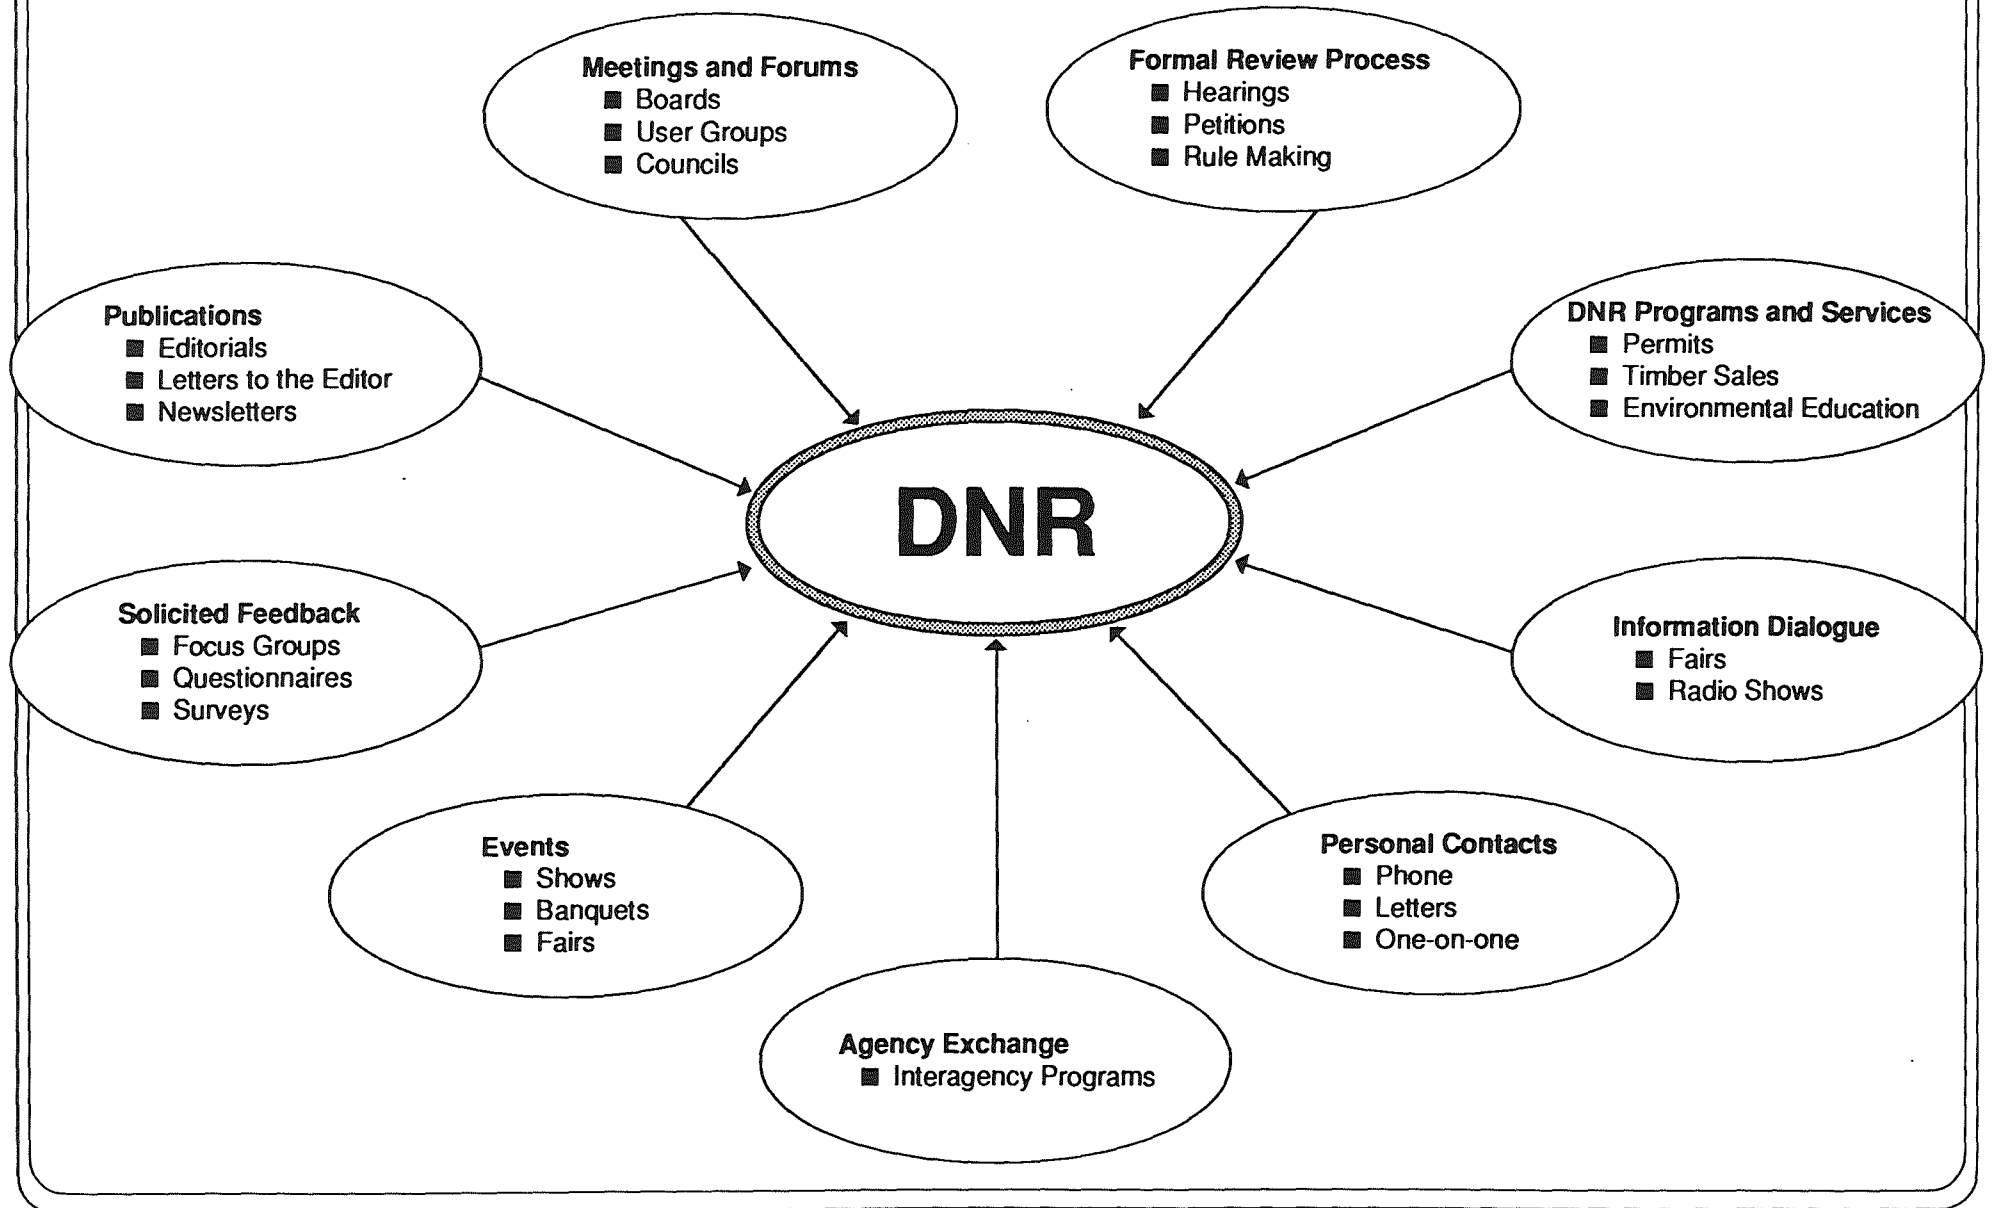 Meetings and Forums
■ Boards
■ User Groups
■ Councils
Formal Review Process
■ Hearings
■ Petitions
■ Rule Making
Publications
■ Editorials
■ Letters to the Editor
■ Newsletters
DNR Programs and Services
■ Permits
■ Timber Sales
■ Environmental Education
DNR
Solicited Feedback
■ Focus Groups
■ Questionnaires
■ Surveys
Information Dialogue
■ Fairs
■ Radio Shows
Events
■ Shows
■ Banquets
■ Fairs
Personal Contacts
■ Phone
■ Letters
■ One-on-one
Agency Exchange
■ Interagency Programs